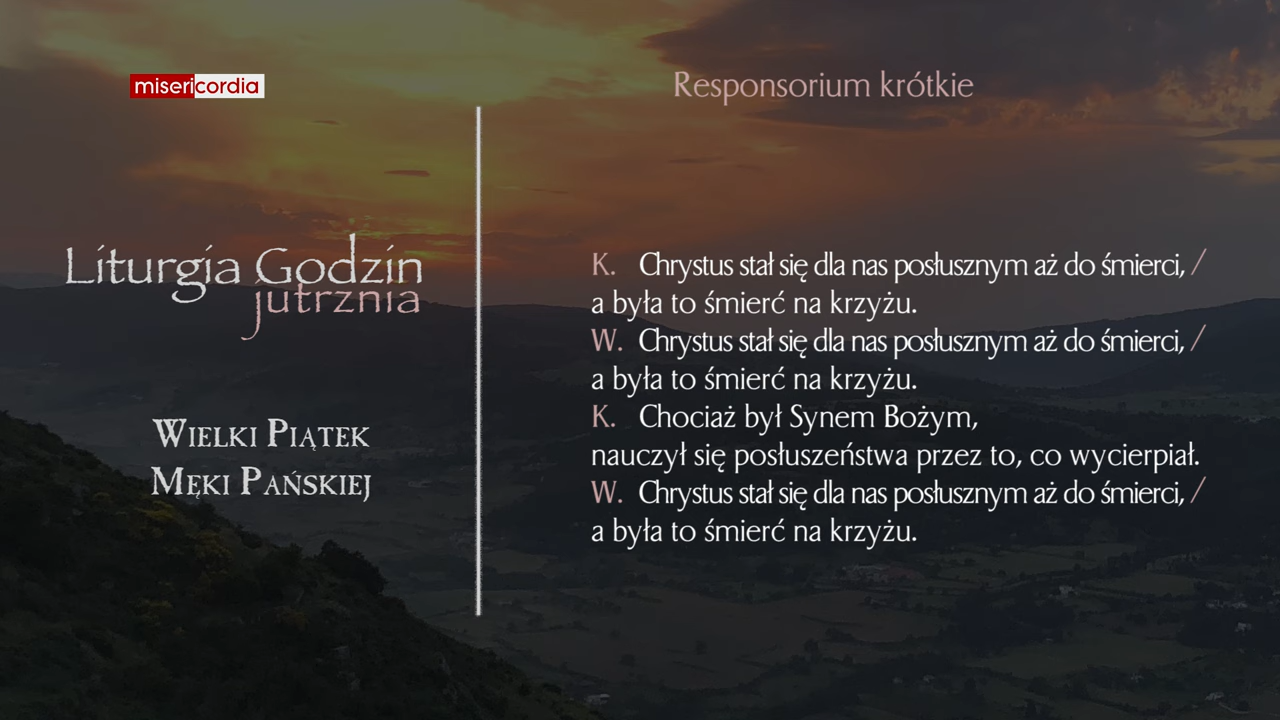 misericordia
Responsorium krótkie
Liturgia Godzin
jutrznia
Wielki Piątek
Męki Pańskiej
K. Chrystus stał się dla nas posłusznym aż do śmierci, /
a była to śmierć na krzyżu.
W. Chrystus stał się dla nas posłusznym aż do śmierci, /
a była to śmierć na krzyżu.
K. Chociaż był Synem Bożym,
nauczył się posłuszeństwa przez to, co wycierpiał.
W. Chrystus stał się dla nas posłusznym aż do śmierci, /
a była to śmierć na krzyżu.